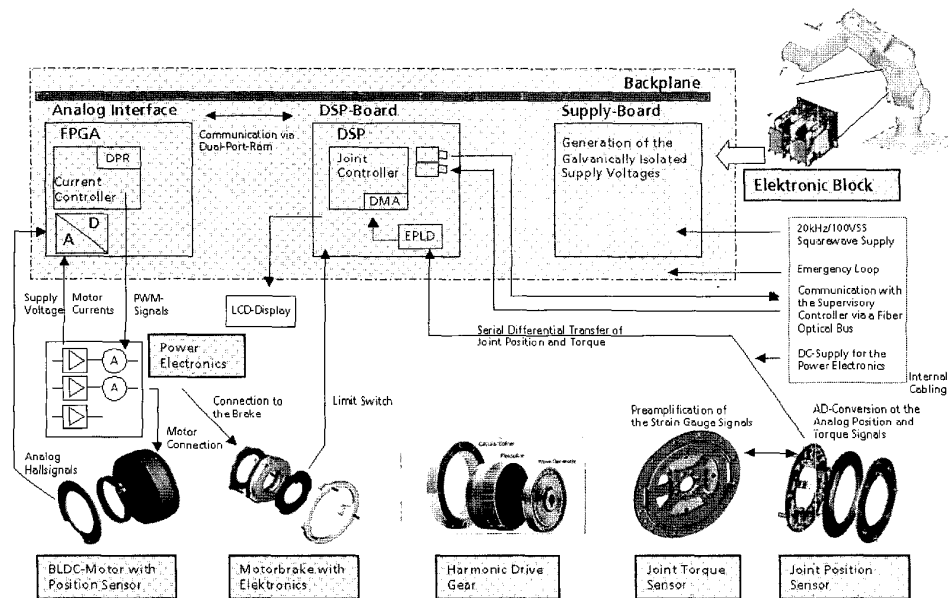 Backplane
Analog Interface
DSP-Board
Supply-Board
FPGA
DPR
Current
Controller
D
A
Communication via
Dual-Port-Ram
DSP
Joint
Controller
DMA
EPLD
Generation of the
Galvanically Isolated
Supply Voltages
Elektronic Block
20kHz/100VSS
Squarewave Supply
Emergency Loop
Communication with
the Supervisory
Controller via a Fiber
Optical Bus
DC-Supply for the
Power Electronics
Internal
Cabling
Supply
Voltage
Motor
Currents
PWM-
Signals
LCD-Display
Serial Differential Transfer of
Joint Position and Torque
A
A
Power
Electronics
Connection to
the Brake
Limit Switch
Motor
Connection
Analog
Hallsignals
Preamplification of
the Strain Gauge Signals
AD-Conversion of the
Analog Position and
Torque Signals
BLDC-Motor with
Position Sensor
Motorbrake with
Elektronics
Harmonic Drive
Gear
Joint Torque
Sensor
Joint Position
Sensor